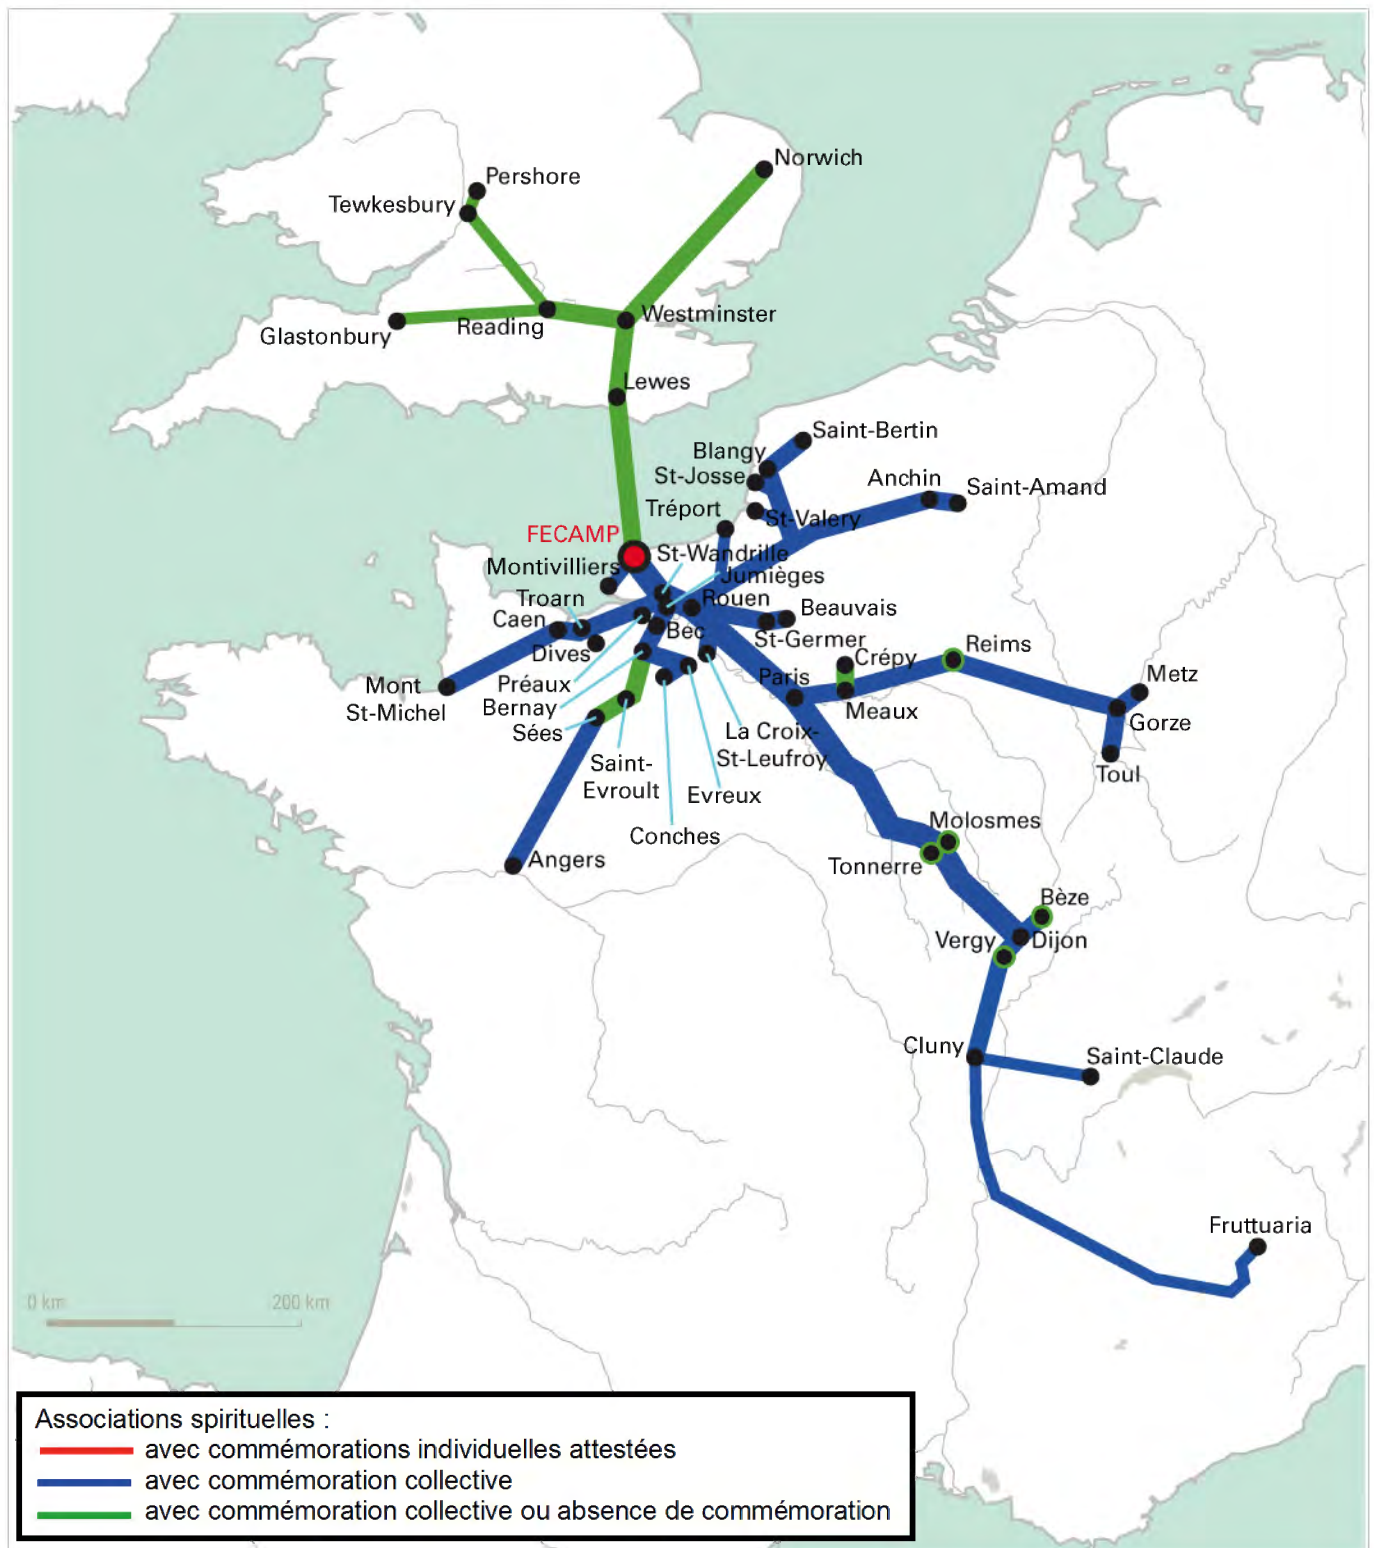 Norwich
Pershore
Tewkesbury
Westminster
Reading
Glastonbury
Lewes
Saint-Bertin
Blangy
St-Josse
Anchin
Saint-Amand
Tréport
St-Valery
FECAMP
St-Wandrille
Montivilliers
Jumièges
Troarn
Rouen
Beauvais
Caen
Bec
St-Germer
Dives
Crépy
Reims
Préaux
Paris
Metz
Mont
St-Michel
Bernay
Meaux
Gorze
Sées
La Croix-
St-Leufroy
Toul
Saint-
Evroult
Evreux
Conches
Molosmes
Angers
Tonnerre
Bèze
Vergy
Dijon
Cluny
Saint-Claude
Fruttuaria
0 km
200 km
Associations spirituelles :
avec commémorations individuelles attestées
avec commémoration collective
avec commémoration collective ou absence de commémoration